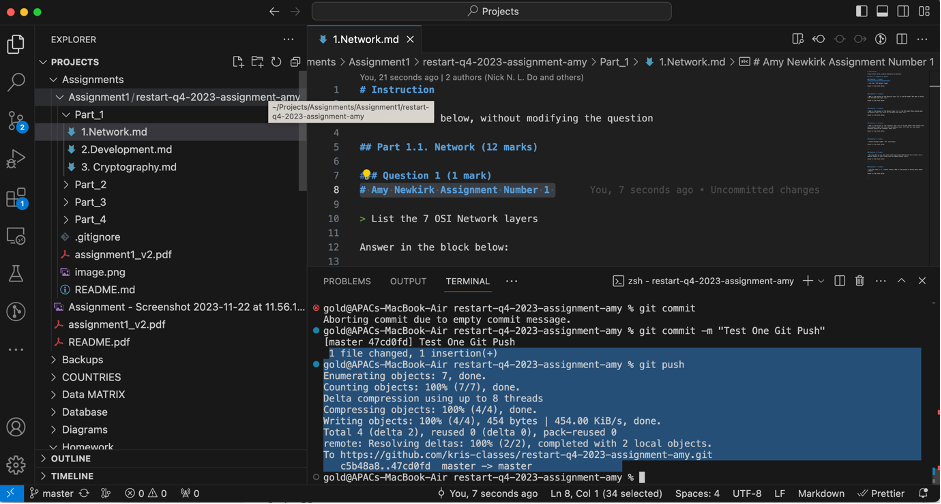 Projects
EXPLORER
PROJECTS
Assignments
Assignment1/restart-q4-2023-assignment-amy
~/Projects/Assignments/Assignment1/restart-
q4-2023-assignment-amy
Part_1
1.Network.md
2.Development.md
3. Cryptography.md
Part_2
Part_3
Part_4
.gitignore
assignment1_v2.pdf
image.png
README.md
Assignment - Screenshot 2023-11-22 at 11.56.1...
assignment1_v2.pdf
README.pdf
Backups
COUNTRIES
Data MATRIX
Database
Diagrams
Homework
OUTLINE
TIMELINE
2
1
1.Network.md
ments > Assignment1 > restart-q4-2023-assignment-amy > Part_1 > 1.Network.md > # Amy Newkirk Assignment Number 1
You, 21 seconds ago | 2 authors (Nick N. L. Do and others)
1 # Instruction
below, without modifying the question
4
5 ## Part 1.1. Network (12 marks)
6
7 ### Question 1 (1 mark)
8 # Amy Newkirk Assignment Number 1 You, 7 seconds ago • Uncommitted changes
9
10 > List the 7 OSI Network layers
11
12 Answer in the block below:
13
PROBLEMS OUTPUT TERMINAL ... zsh - restart-q4-2023-assignment-amy
gold@APACs-MacBook-Air restart-q4-2023-assignment-amy % git commit
Aborting commit due to empty commit message.
gold@APACs-MacBook-Air restart-q4-2023-assignment-amy % git commit -m "Test One Git Push"
[master 47cd0fd] Test One Git Push
1 file changed, 1 insertion(+)
gold@APACs-MacBook-Air restart-q4-2023-assignment-amy % git push
Enumerating objects: 7, done.
Counting objects: 100% (7/7), done.
Delta compression using up to 8 threads
Compressing objects: 100% (4/4), done.
Writing objects: 100% (4/4), 454 bytes | 454.00 KiB/s, done.
Total 4 (delta 2), reused 0 (delta 0), pack-reused 0
remote: Resolving deltas: 100% (2/2), completed with 2 local objects.
To https://github.com/kris-classes/restart-q4-2023-assignment-amy.git
c5b48a8..47cd0fd master -> master
gold@APACs-MacBook-Air restart-q4-2023-assignment-amy %
master 0 0 0 You, 7 seconds ago Ln 8, Col 1 (34 selected) Spaces: 4 UTF-8 LF Markdown Prettier